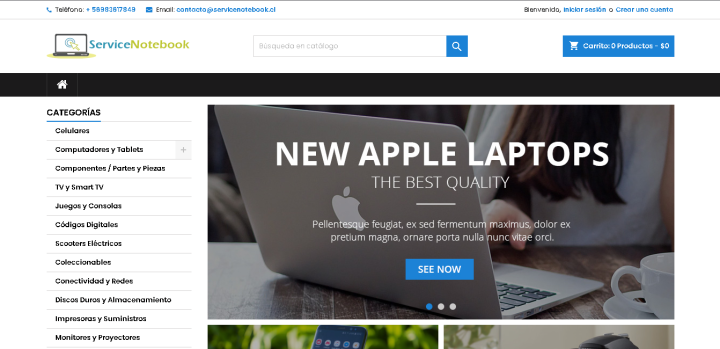 Teléfono: + 56983817849 Email: contacto@servicenotebook.cl Bienvenido, Iniciar sesión o Crear una cuenta
ServiceNotebook
Búsqueda en catálogo
Carrito: 0 Productos - $0
CATEGORÍAS
Celulares
Computadores y Tablets
Componentes / Partes y Piezas
TV y Smart TV
Juegos y Consolas
Códigos Digitales
Scooters Eléctricos
Coleccionables
Conectividad y Redes
Discos Duros y Almacenamiento
Impresoras y Suministros
Monitores y Proyectores
NEW APPLE LAPTOPS
THE BEST QUALITY
Pellentesque feugiat, ex sed fermentum maximus, dolor ex
pretium magna, ornare porta nulla nunc vitae orci.
SEE NOW